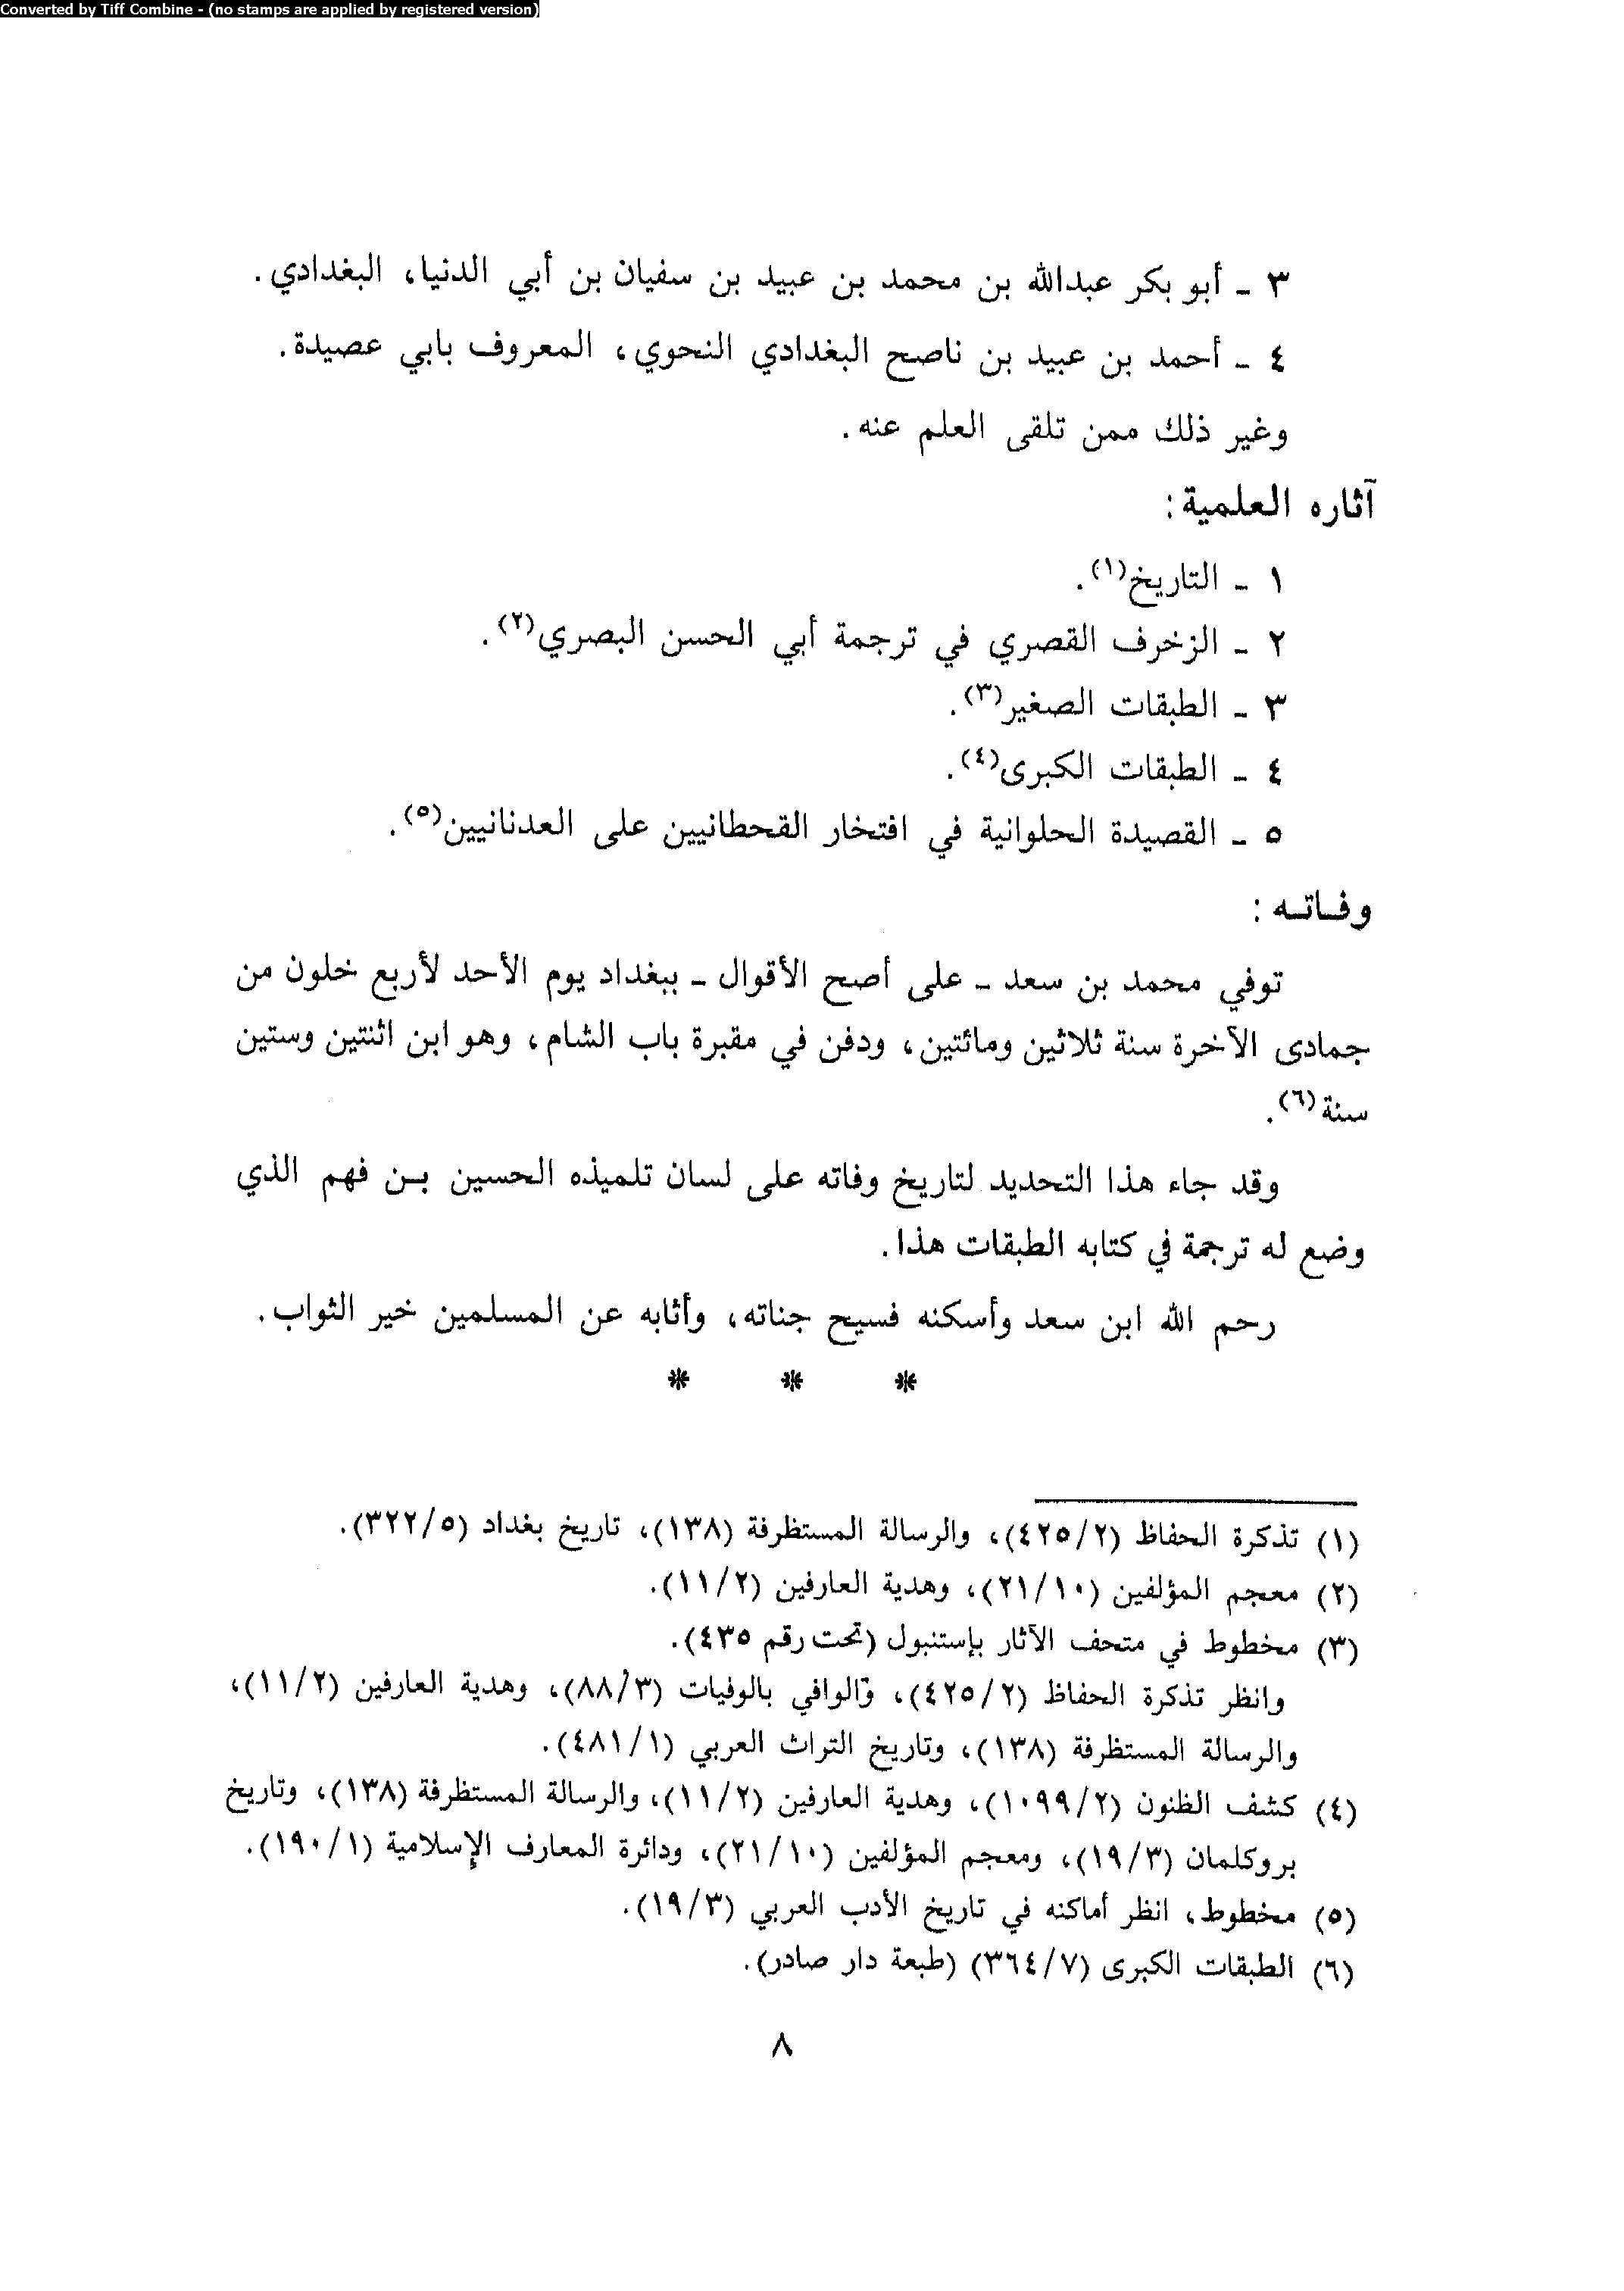 Converted by Tiff Combine - (no stamps are applied by registered version)
٣ - أبو بكر عبدالله بن محمد بن عبيد بن سفيان بن أبي الدنيا، البغدادي.
٤ - أحمد بن عبيد بن ناصح البغدادي النحوي، المعروف بابي عصيدة.
وغير ذلك ممن تلقى العلم عنه.
آثاره العلمية:
١ - التاريخ(١).
٢ - الزخرف القصري في ترجمة أبي الحسن البصري(٢).
٣ - الطبقات الصغير(٣).
٤ - الطبقات الكبرى(٤).
٥ - القصيدة الحلوانية في افتخار القحطانيين على العدنانيين(٥).
وفـاتـه :
توفي محمد بن سعد - على أصح الأقوال - ببغداد يوم الأحد لأربع خلون من
جمادى الآخرة سنة ثلاثين ومائتين، ودفن في مقبرة باب الشام، وهو ابن اثنتين وستين
سنة(٦).
وقد جاء هذا التحديد لتاريخ وفاته على لسان تلميذه الحسين بـن فهم الذي
وضع له ترجمة في كتابه الطبقات هذا.
رحم الله ابن سعد وأسكنه فسيح جناته، وأثابه عن المسلمين خير الثواب.
* * *
(١) تذكرة الحفاظ (٤٢٥/٢)، والرسالة المستظرفة (١٣٨)، تاريخ بغداد (٣٢٢/٥).
(٢) معجم المؤلفين (٢١/١٠)، وهدية العارفين (١١/٢).
(٣) مخطوط في متحف الآثار بإستنبول (تحت رقم ٤٣٥).
وانظر تذكرة الحفاظ (٤٢٥/٢)، والوافي بالوفيات (٨٨/٣)، وهدية العارفين (١١/٢)،
والرسالة المستظرفة (١٣٨)، وتاريخ التراث العربي (٤٨١/١).
(٤) كشف الظنون (١٠٩٩/٢)، وهدية العارفين (١١/٢)، والرسالة المستظرفة (١٣٨)، وتاريخ
بروكلمان (١٩/٣)، ومعجم المؤلفين (٢١/١٠)، ودائرة المعارف الإسلامية (١٩٠/١).
(٥) مخطوط، انظر أماكنه في تاريخ الأدب العربي (١٩/٣).
(٦) الطبقات الكبرى (٣٦٤/٧) (طبعة دار صادر).
٨